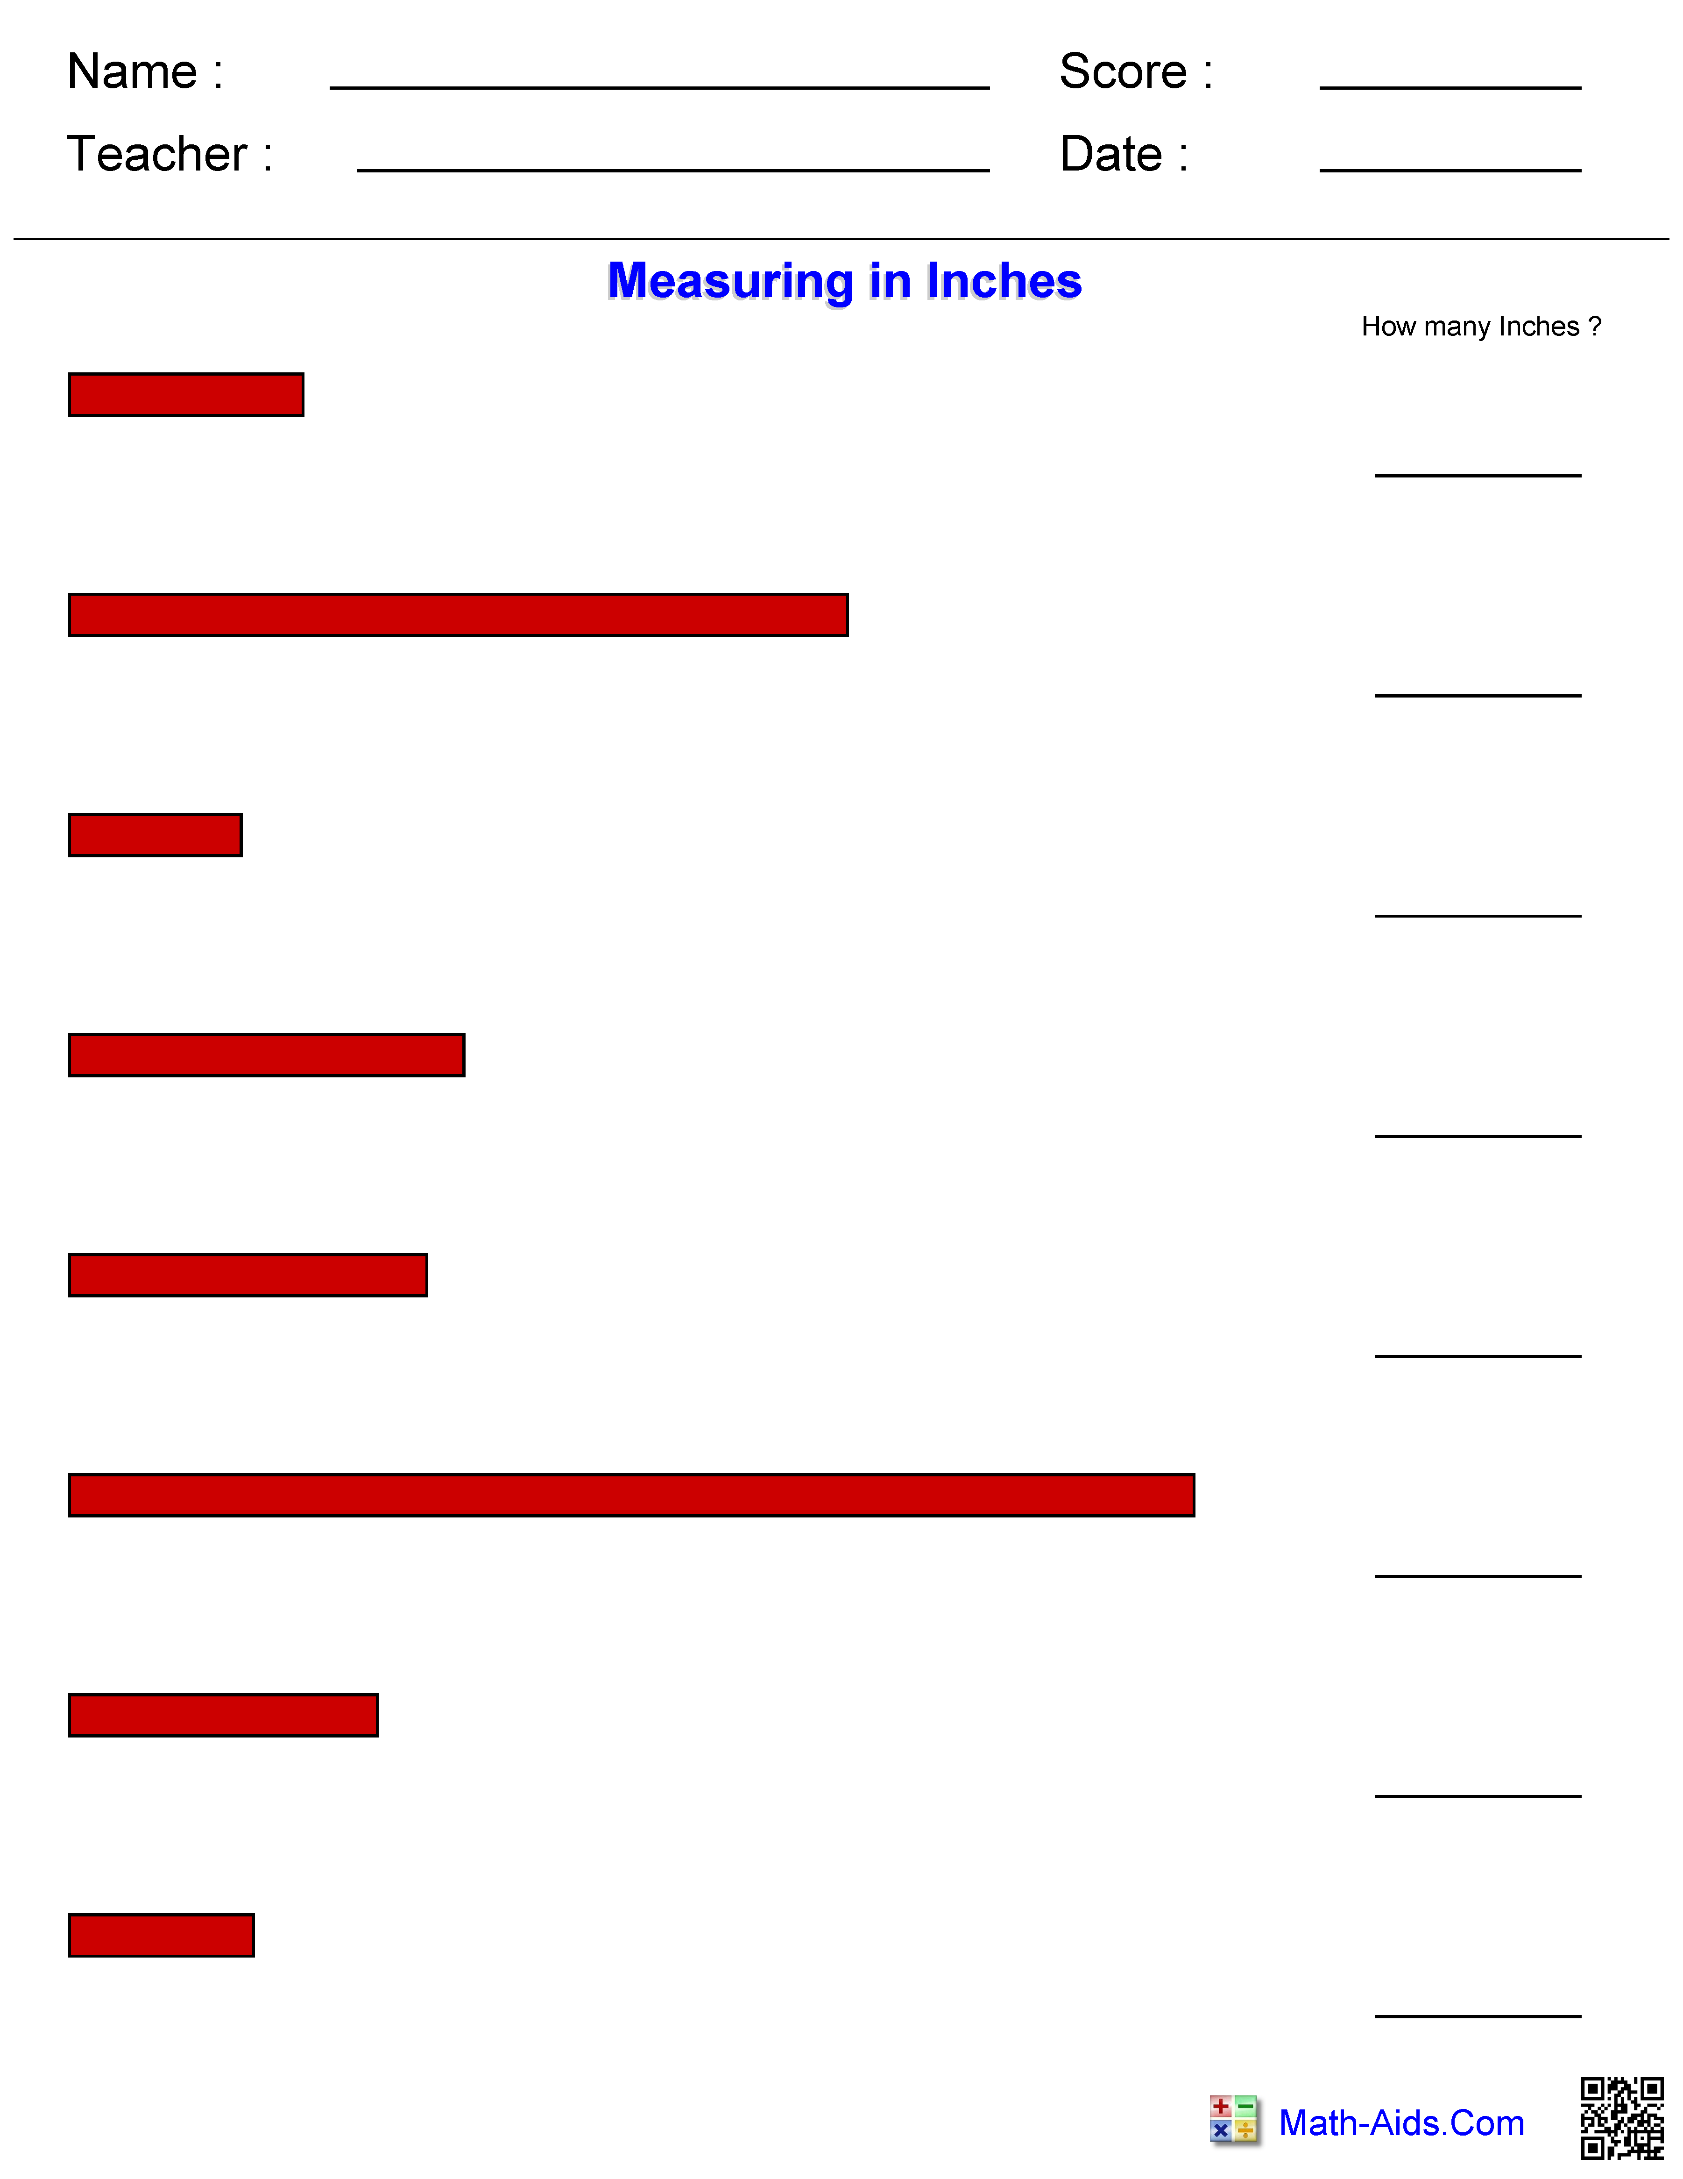 Name :
Score :
Teacher :
Date :
Measuring in Inches
How many Inches ?
Math-Aids.Com